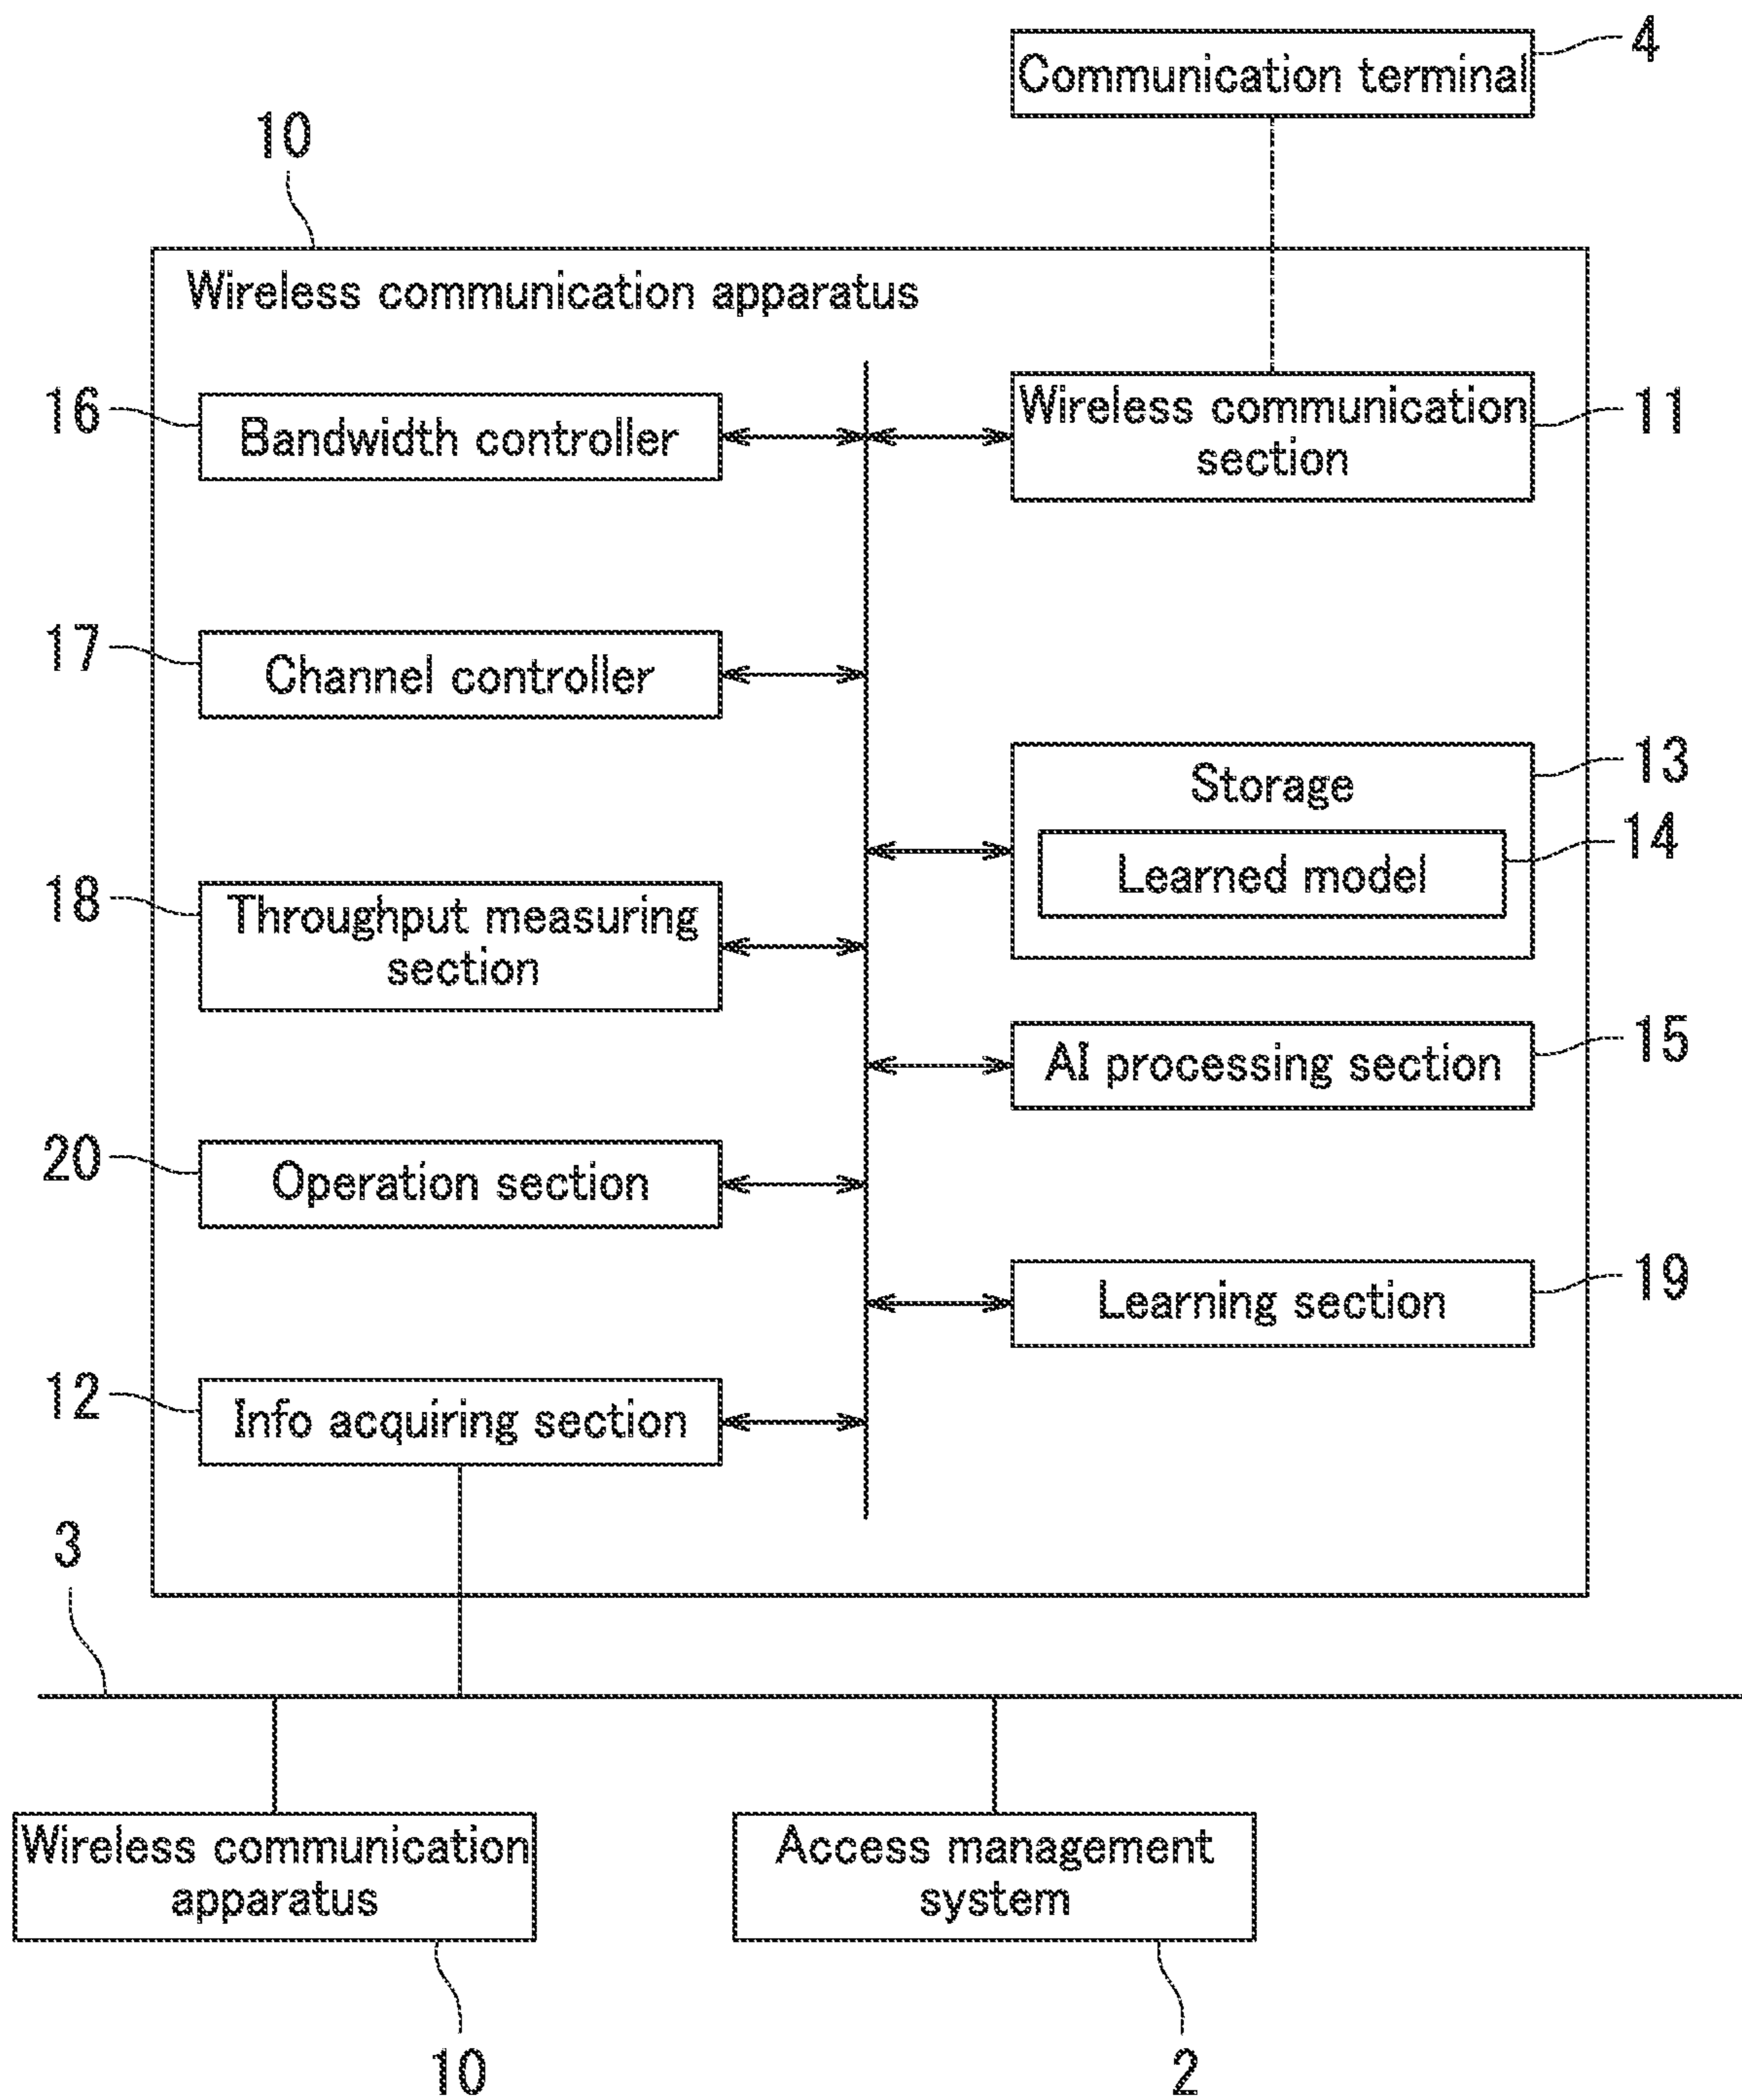 4
Communication terminal
10
Wireless communication apparatus
16
Bandwidth controller
Wireless communication
section
11
17
Channel controller
13
Storage
14
Learned model
18
Throughput measuring
section
15
AI processing section
20
Operation section
19
Learning section
12
Info acquiring section
3
Wireless communication
apparatus
Access management
system
10
2